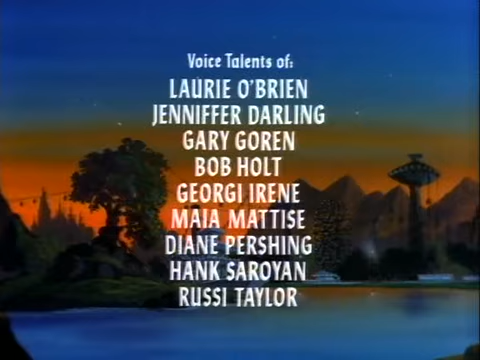 Voice Talents of:
LAURIE O'BRIEN
JENNIFFER DARLING
GARY GOREN
BOB HOLT
GEORGI IRENE
MAIA MATTISE
DIANE PERSHING
HANK SAROYAN
RUSSI TAYLOR